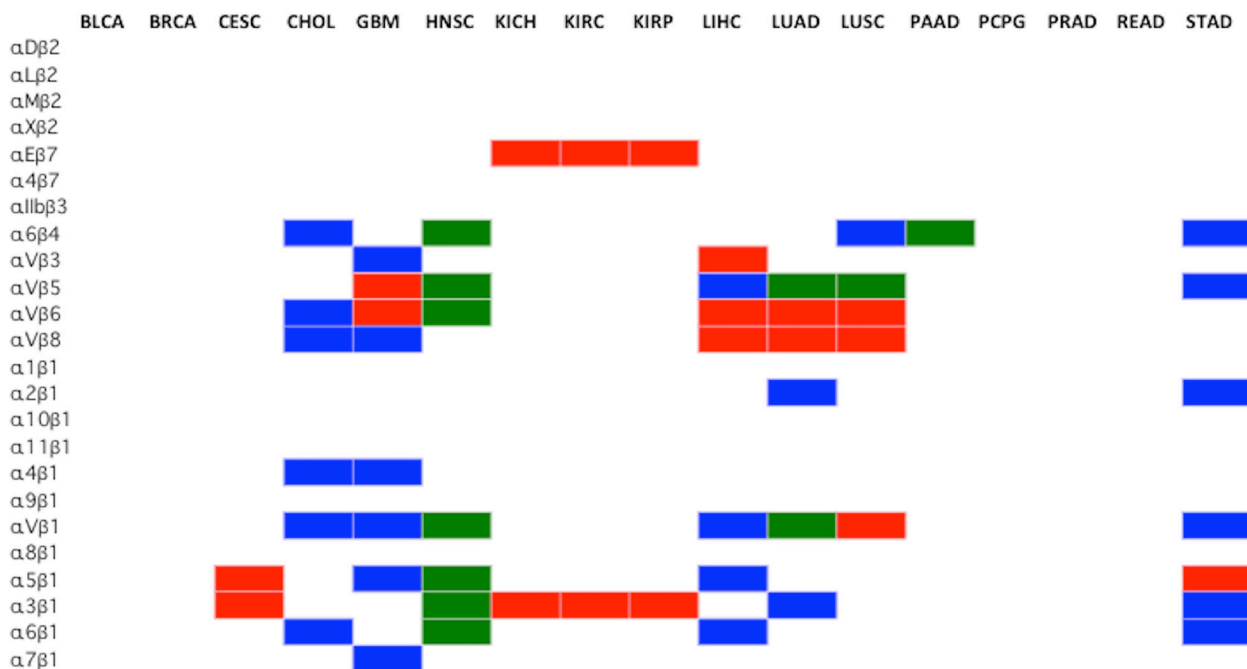 BLCA BRCA CESC CHOL GBM HNSC KICH KIRC KIRP LIHC LUAD LUSC PAAD PCPG PRAD READ STAD
αDβ2
αLβ2
αMβ2
αXβ2
αEβ7
α4β7
αIIbβ3
α6β4
αVβ3
αVβ5
αVβ6
αVβ8
α1β1
α2β1
α10β1
α11β1
α4β1
α9β1
αVβ1
α8β1
α5β1
α3β1
α6β1
α7β1